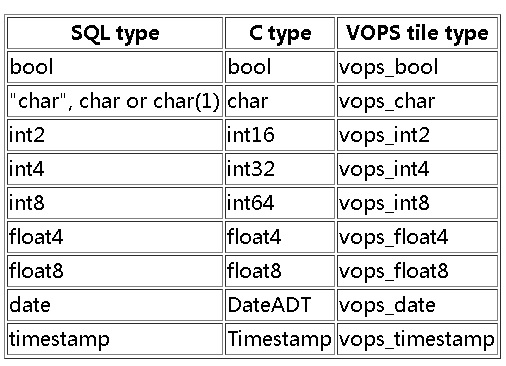 SQL type C type VOPS tile type
bool bool vops_bool
"char", char or char(1) char vops_char
int2 int16 vops_int2
int4 int32 vops_int4
int8 int64 vops_int8
float4 float4 vops_float4
float8 float8 vops_float8
date DateADT vops_date
timestamp Timestamp vops_timestamp